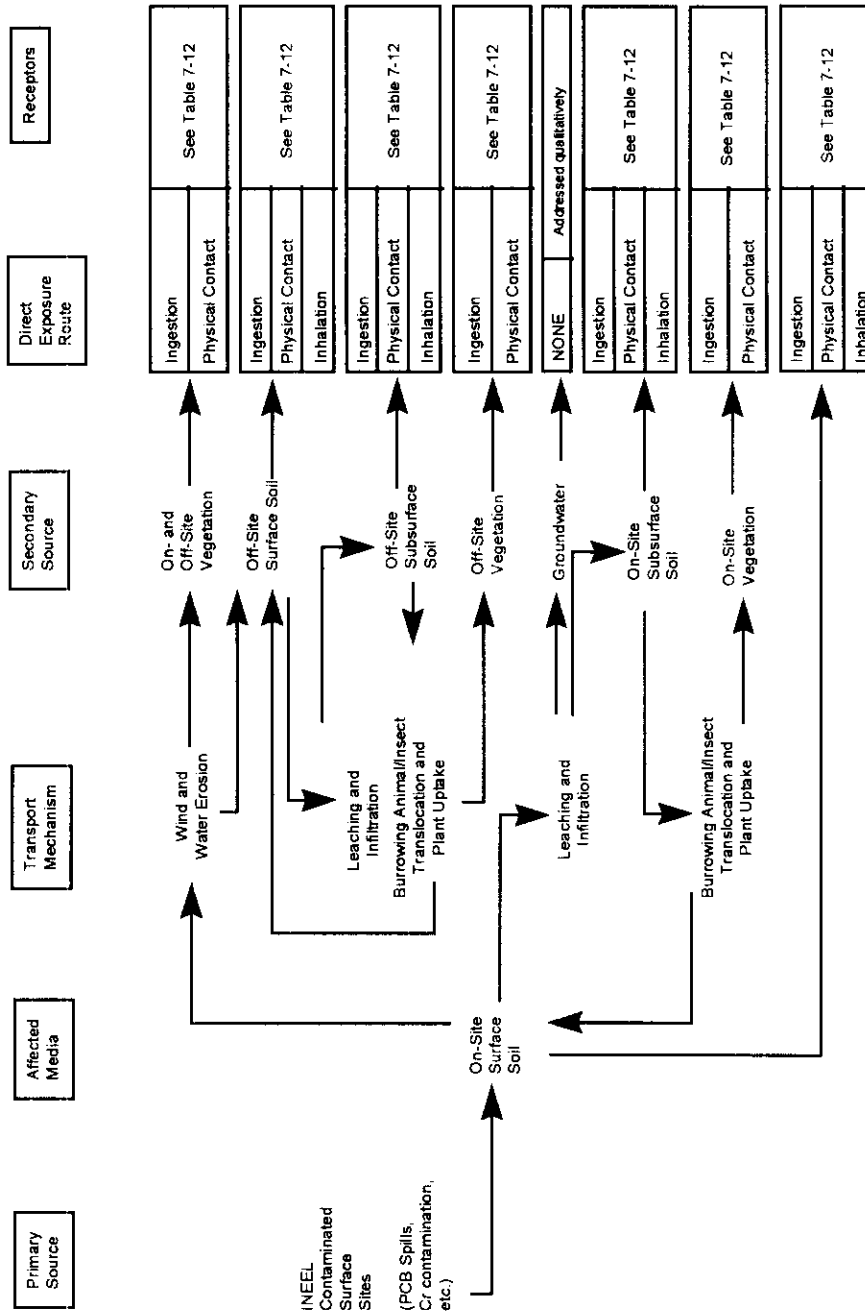 Primary
Source
Affected
Media
Transport
Mechanism
Secondary
Source
Direct
Exposure
Route
Receptors
INEEL
Contaminated
Surface
Sites
(PCB Spills,
Cr contamination,
etc.)
On-Site
Surface
Soil
Wind and
Water Erosion
On- and
Off-Site
Vegetation
Ingestion
Physical Contact
See Table 7-12
Off-Site
Surface Soil
Ingestion
Physical Contact
Inhalation
See Table 7-12
Leaching and
Infiltration
Burrowing Animal/Insect
Translocation and
Plant Uptake
Off-Site
Subsurface
Soil
Ingestion
Physical Contact
Inhalation
See Table 7-12
Off-Site
Vegetation
Ingestion
Physical Contact
See Table 7-12
Leaching and
Infiltration
Groundwater
NONE
Addressed qualitatively
On-Site
Subsurface
Soil
Ingestion
Physical Contact
Inhalation
See Table 7-12
Burrowing Animal/Insect
Translocation and
Plant Uptake
On-Site
Vegetation
Ingestion
Physical Contact
See Table 7-12
Ingestion
Physical Contact
Inhalation
See Table 7-12